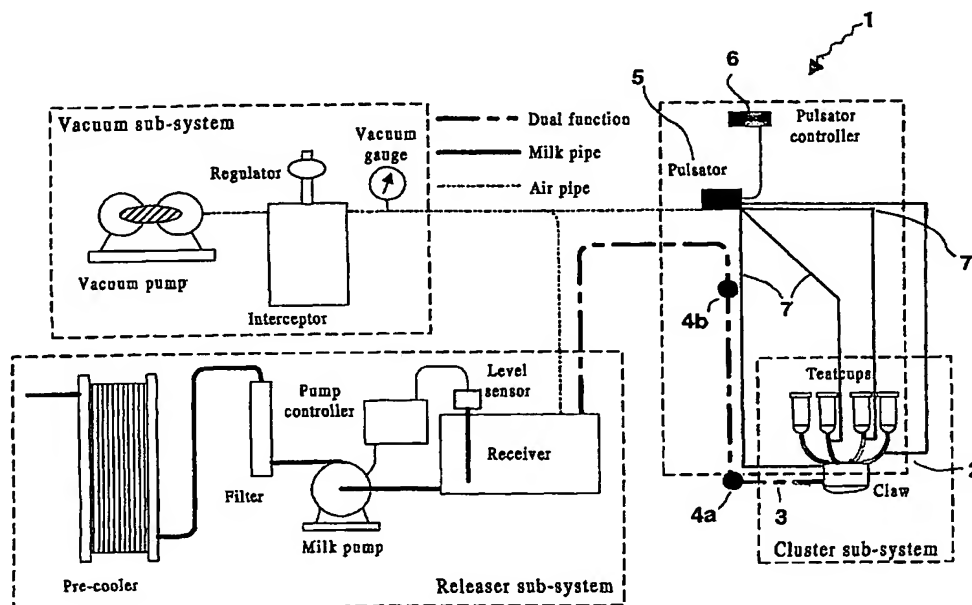 1
6
5
Vacuum sub-system
Vacuum
gauge
Regulator
Dual function
Milk pipe
Air pipe
Pulsator
controller
Pulsator
7
Vacuum pump
Interceptor
4b
7
Level
sensor
Pump
controller
Teatcups
Receiver
2
Filter
4a
3
Claw
Milk pump
Cluster sub-system
Pre-cooler
Releaser sub-system